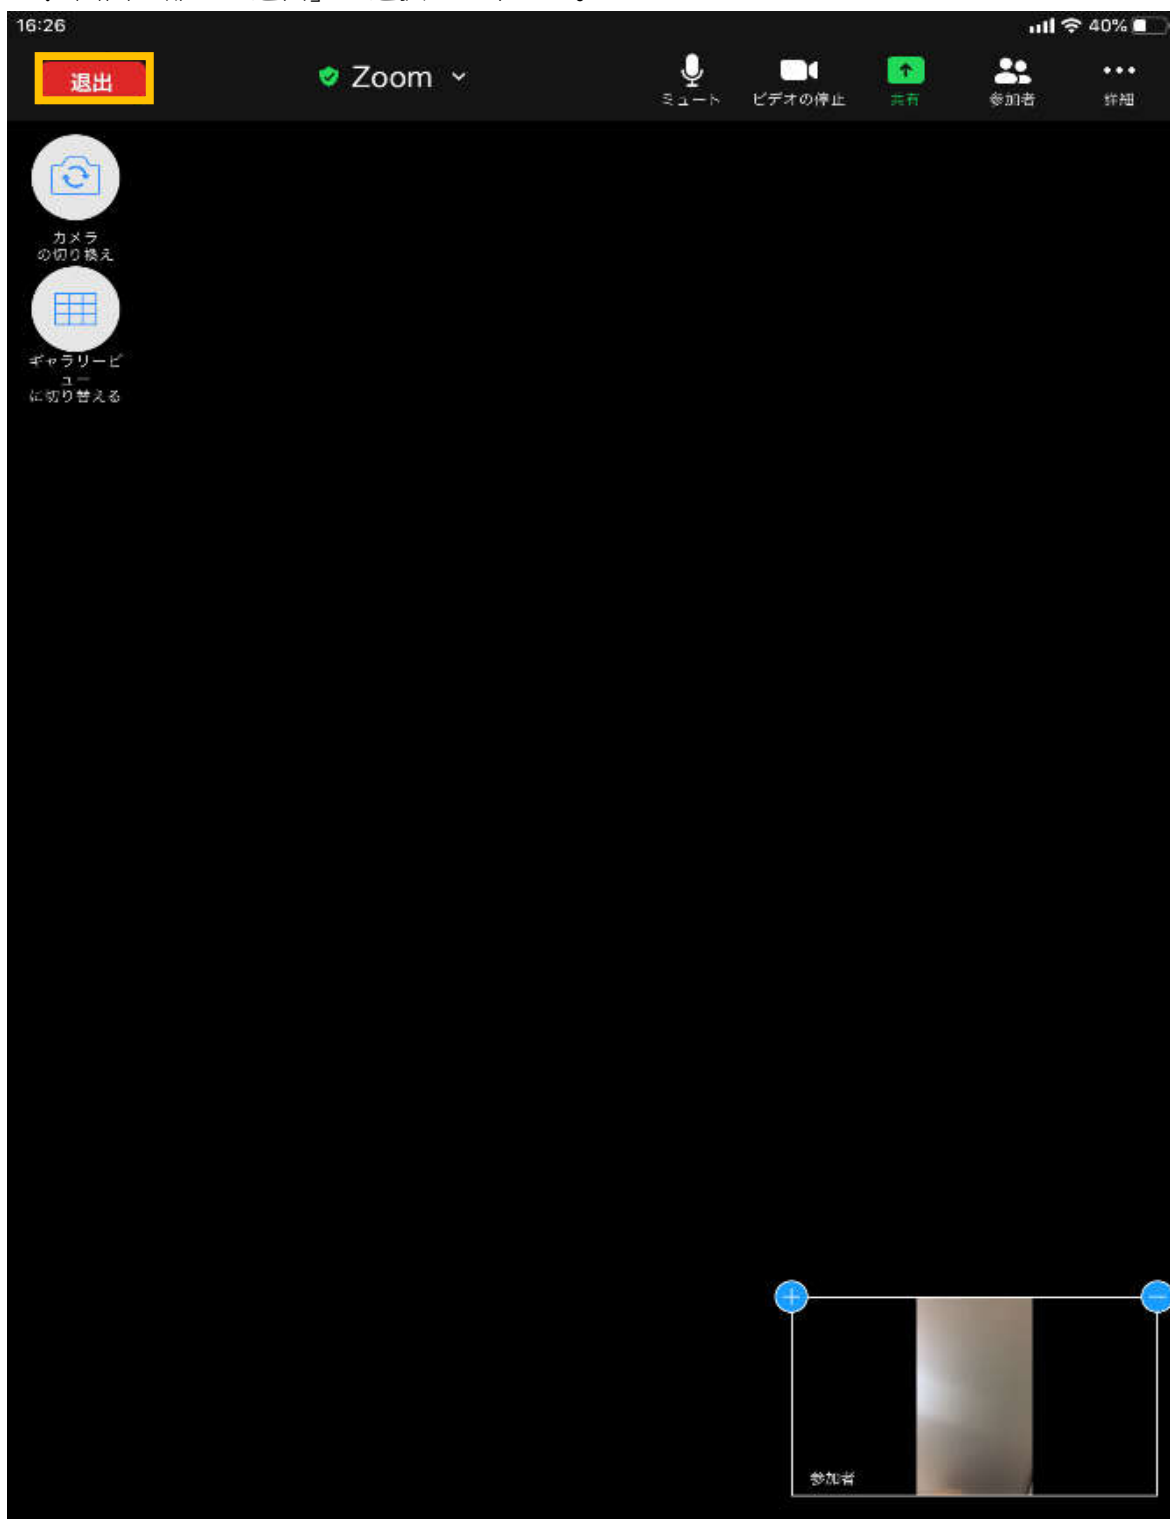 16:26
40%
退出
Zoom
ミュート
ビデオの停止
共有
参加者
詳細
カメラ
の切り換え
ギャラリービ
ュー
に切り替える
参加者